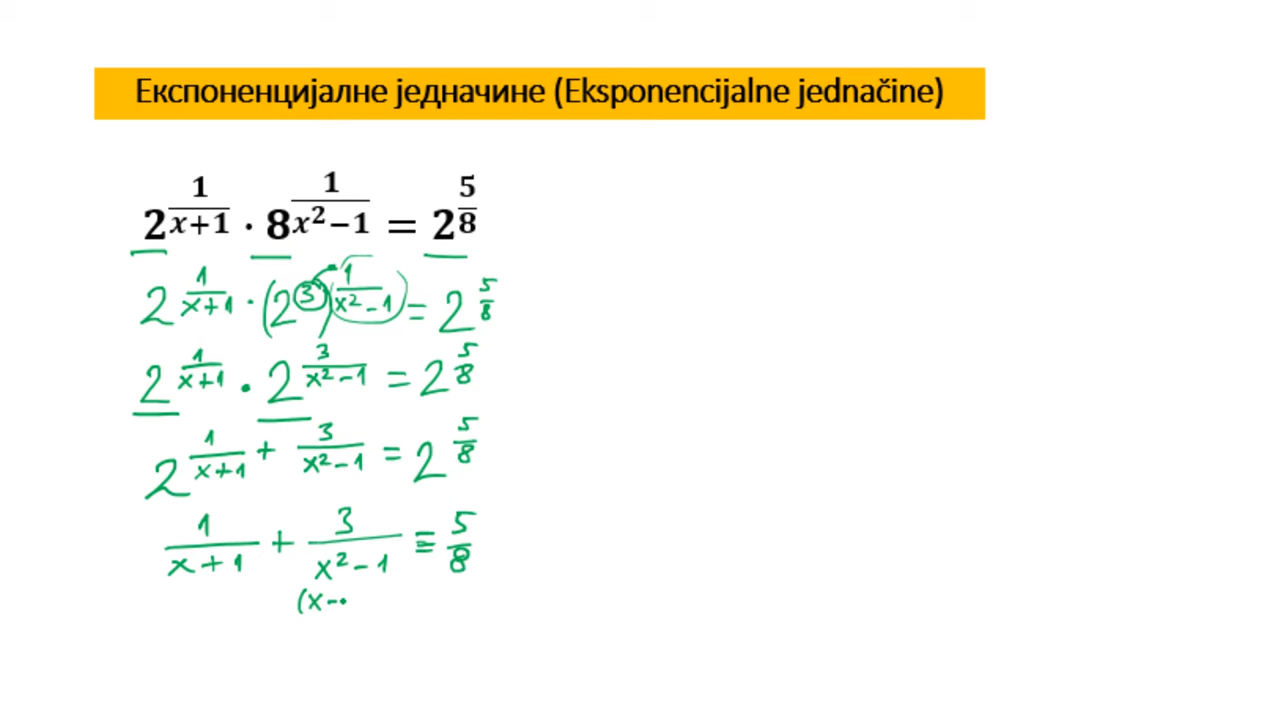 Експоненцијалне једначине (Eksponencijalne jednačine)
2^(1/(x+1)) · 8^(1/(x²−1)) = 2^(5/8)
2^(1/(x+1)) · (2^3)^(1/(x²−1)) = 2^(5/8)
2^(1/(x+1)) · 2^(3/(x²−1)) = 2^(5/8)
2^(1/(x+1) + 3/(x²−1)) = 2^(5/8)
1/(x+1) + 3/(x²−1) = 5/8
(x−